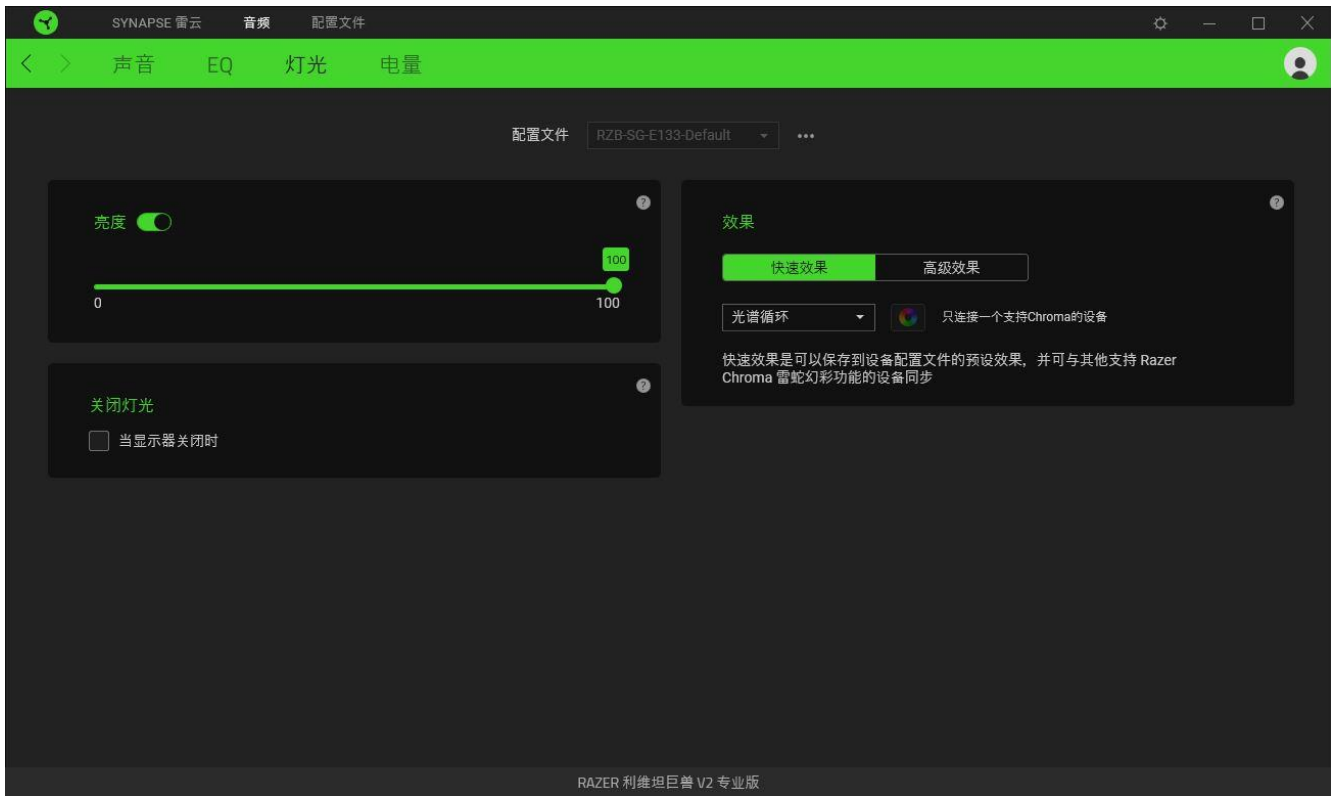 SYNAPSE 雷云 音频 配置文件
声音 EQ 灯光 电量
配置文件 RZB-SG-E133-Default
亮度
100
0 100
关闭灯光
当显示器关闭时
效果
快速效果 高级效果
光谱循环 只连接一个支持Chroma的设备
快速效果是可以保存到设备配置文件的预设效果，并可与其他支持 Razer
Chroma 雷蛇幻彩功能的设备同步
RAZER 利维坦巨兽 V2 专业版